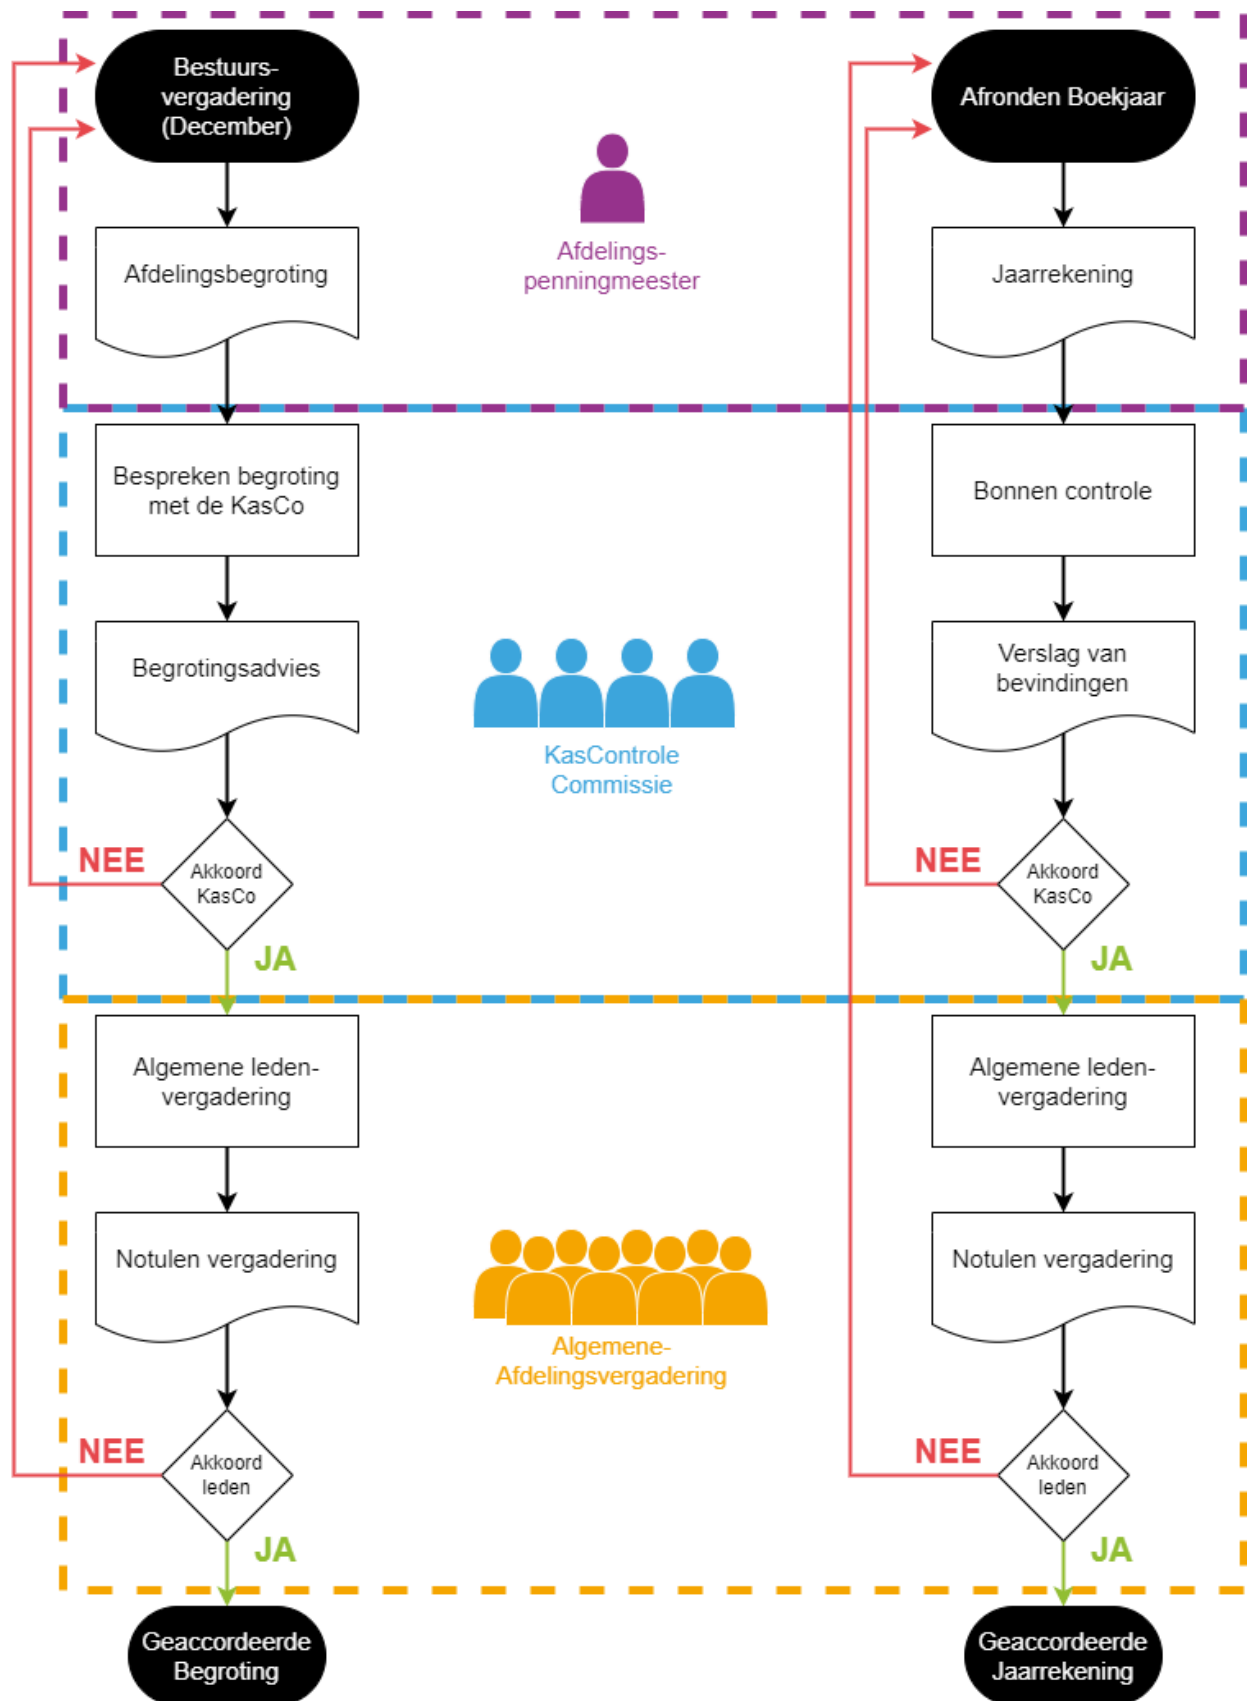 Bestuurs-
vergadering
(December)
Afdelingsbegroting
Bespreken begroting
met de KasCo
Begrotingsadvies
Akkoord
KasCo
NEE
JA
Algemene leden-
vergadering
Notulen vergadering
Akkoord
leden
NEE
JA
Geaccordeerde
Begroting
Afdelings-
penningmeester
KasControle
Commissie
Algemene-
Afdelingsvergadering
Afronden Boekjaar
Jaarrekening
Bonnen controle
Verslag van
bevindingen
Akkoord
KasCo
NEE
JA
Algemene leden-
vergadering
Notulen vergadering
Akkoord
leden
NEE
JA
Geaccordeerde
Jaarrekening